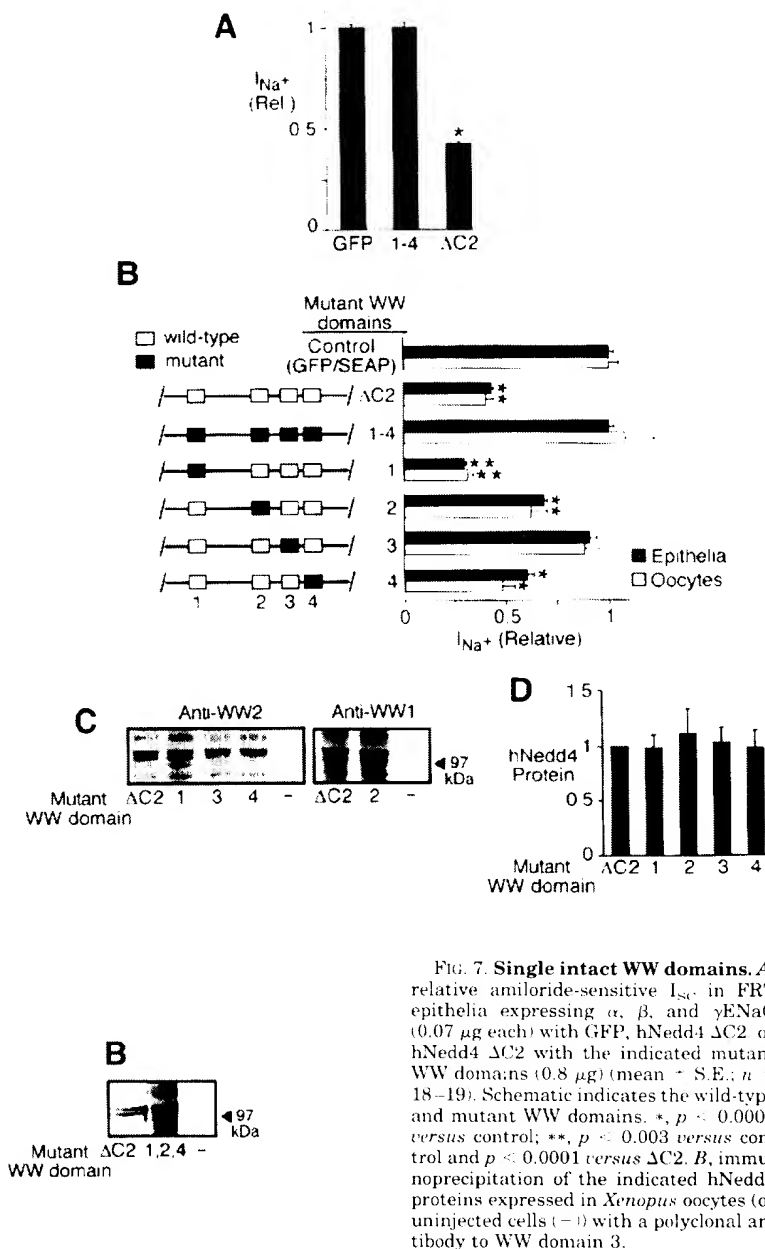 A
I Na+
(Rel.)
1
0 5
0
*
GFP 1-4 ΔC2
B
Mutant WW
domains
wild-type
mutant
Control
(GFP/SEAP)
ΔC2
1-4
1
2
3
4
*
*
* *
* *
*
*
*
*
1 2 3 4
Epithelia
Oocytes
0 0.5 1
I Na+ (Relative)
C
Anti-WW2 Anti-WW1
97
kDa
Mutant ΔC2 1 3 4 - ΔC2 2 -
WW domain
D
1 5
hNedd4
Protein
1
0 5
0
Mutant ΔC2 1 2 3 4
WW domain
B
97
kDa
Mutant ΔC2 1,2,4 -
WW domain
FIG. 7. Single intact WW domains. A
relative amiloride-sensitive ISC in FRT
epithelia expressing α, β, and γENaC
(0.07 μg each) with GFP, hNedd4 ΔC2
hNedd4 ΔC2 with the indicated mutant
WW domains (0.8 μg) (mean S.E.; n
18–19). Schematic indicates the wild-typ
and mutant WW domains. *, p < 0.000
versus control; **, p < 0.003 versus con
trol and p < 0.0001 versus ΔC2. B, immu
noprecipitation of the indicated hNedd
proteins expressed in Xenopus oocytes (o
uninjected cells (−)) with a polyclonal an
tibody to WW domain 3.